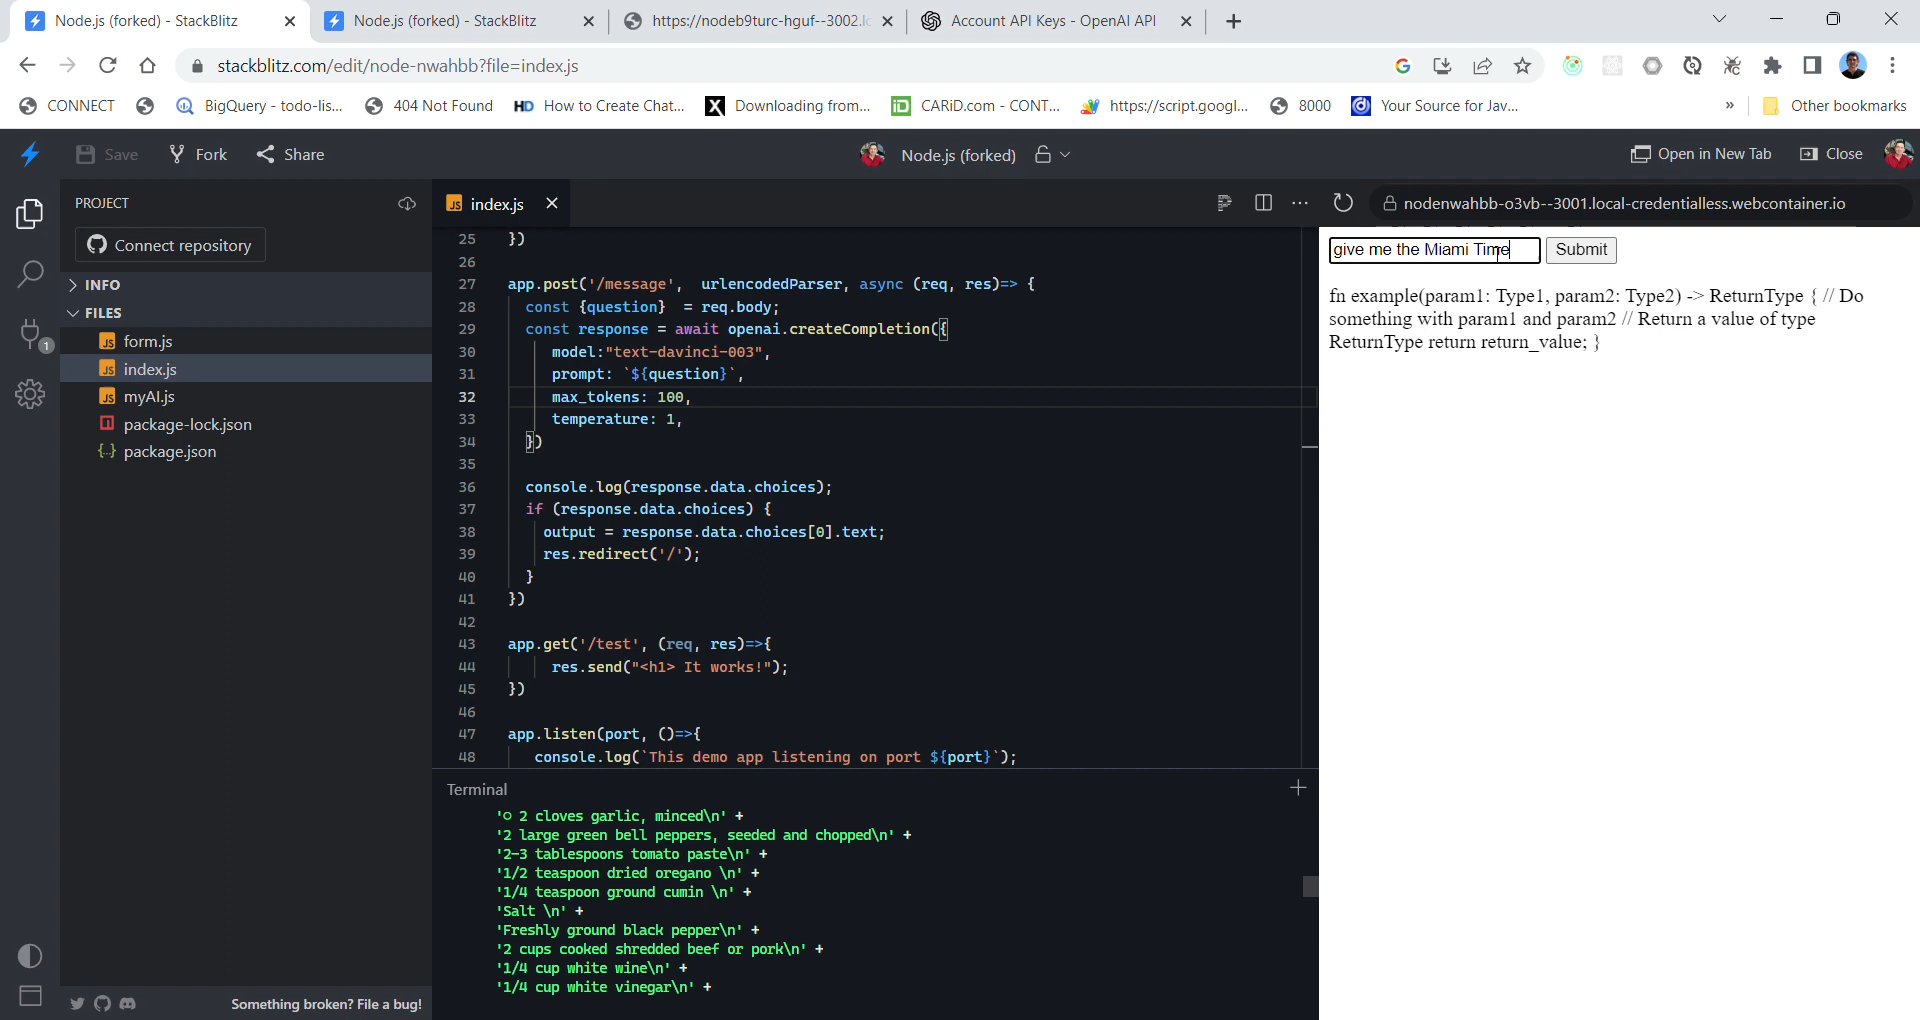 Node.js (forked) - StackBlitz
Node.js (forked) - StackBlitz
https://nodeb9turc-hguf--3002.lo
Account API Keys - OpenAI API
stackblitz.com/edit/node-nwahbb?file=index.js
CONNECT
BigQuery - todo-lis...
404 Not Found
HD How to Create Chat...
X Downloading from...
iD CARiD.com - CONT...
https://script.googl...
8000
Your Source for Jav...
»
Other bookmarks
Save
Fork
Share
Node.js (forked)
Open in New Tab
Close
PROJECT
Connect repository
INFO
FILES
JS form.js
JS index.js
JS myAI.js
package-lock.json
{..} package.json
1
Something broken? File a bug!
JS index.js
25 })
26
27 app.post('/message', urlencodedParser, async (req, res)=> {
28 const {question} = req.body;
29 const response = await openai.createCompletion({
30 model:"text-davinci-003",
31 prompt: `${question}`,
32 max_tokens: 100,
33 temperature: 1,
34 })
35
36 console.log(response.data.choices);
37 if (response.data.choices) {
38 output = response.data.choices[0].text;
39 res.redirect('/');
40 }
41 })
42
43 app.get('/test', (req, res)=>{
44 res.send("<h1> It works!");
45 })
46
47 app.listen(port, ()=>{
48 console.log(`This demo app listening on port ${port}`);
Terminal
'○ 2 cloves garlic, minced\n' +
'2 large green bell peppers, seeded and chopped\n' +
'2-3 tablespoons tomato paste\n' +
'1/2 teaspoon dried oregano \n' +
'1/4 teaspoon ground cumin \n' +
'Salt \n' +
'Freshly ground black pepper\n' +
'2 cups cooked shredded beef or pork\n' +
'1/4 cup white wine\n' +
'1/4 cup white vinegar\n' +
nodenwahbb-o3vb--3001.local-credentialless.webcontainer.io
give me the Miami Time
Submit
fn example(param1: Type1, param2: Type2) -> ReturnType { // Do
something with param1 and param2 // Return a value of type
ReturnType return return_value; }